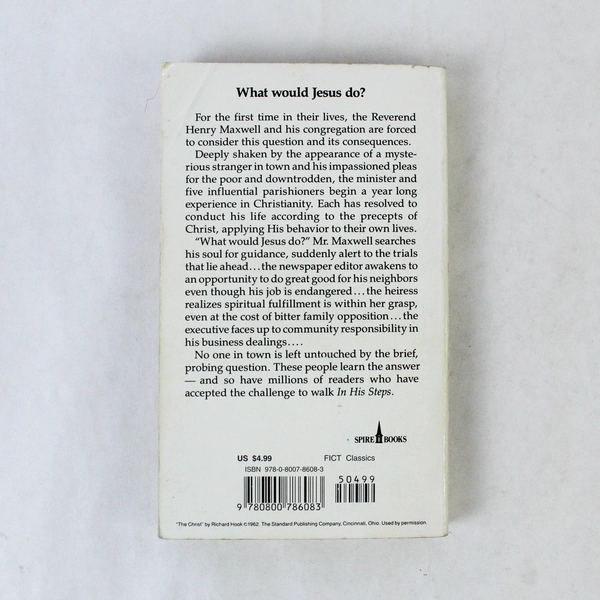 What would Jesus do?
For the first time in their lives, the Reverend
Henry Maxwell and his congregation are forced
to consider this question and its consequences.
Deeply shaken by the appearance of a myste-
rious stranger in town and his impassioned pleas
for the poor and downtrodden, the minister and
five influential parishioners begin a year long
experience in Christianity. Each has resolved to
conduct his life according to the precepts of
Christ, applying His behavior to their own lives.
"What would Jesus do?" Mr. Maxwell searches
his soul for guidance, suddenly alert to the trials
that lie ahead...the newspaper editor awakens to
an opportunity to do great good for his neighbors
even though his job is endangered...the heiress
realizes spiritual fulfillment is within her grasp,
even at the cost of bitter family opposition...the
executive faces up to community responsibility in
his business dealings....
No one in town is left untouched by the brief,
probing question. These people learn the answer
— and so have millions of readers who have
accepted the challenge to walk In His Steps.
SPIRE BOOKS
US $4.99 FICT Classics
ISBN 978-0-8007-8608-3
50499
9 780800 786083
"The Christ" by Richard Hook ©1962. The Standard Publishing Company, Cincinnati, Ohio. Used by permission.